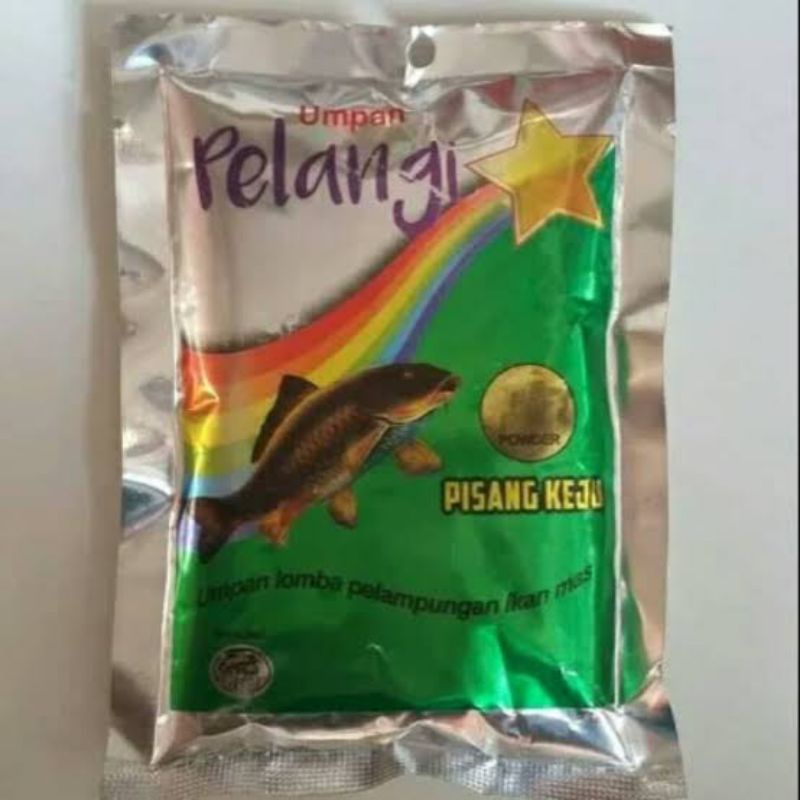 Umpan
Pelangi
POWDER
PISANG KEJU
Umpan lomba pelampungan ikan mas